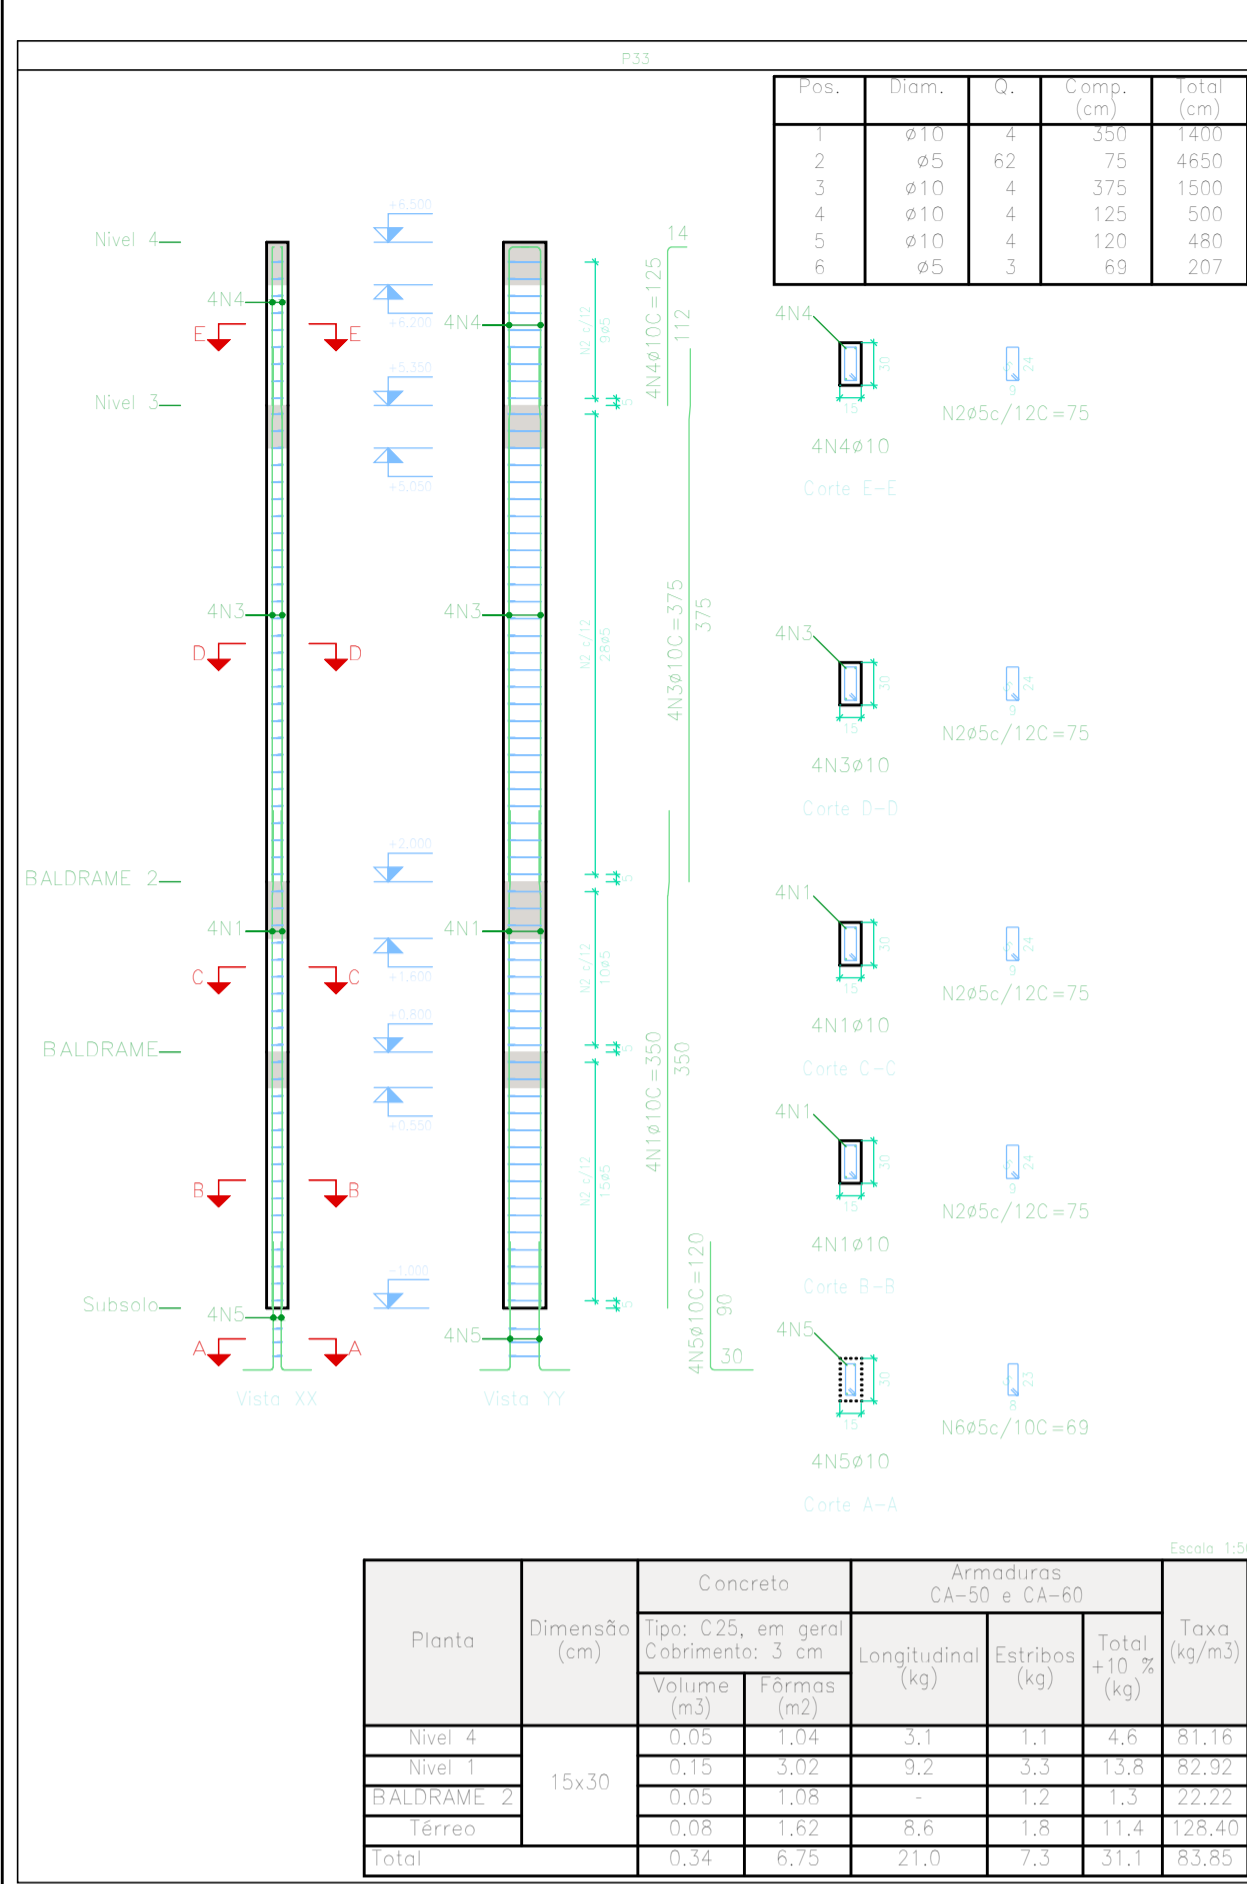 P33
Pos. Diam. Q. Comp. (cm) Total (cm)
1 ø10 4 350 1400
2 ø5 62 75 4650
3 ø10 4 375 1500
4 ø10 4 125 500
5 ø10 4 120 480
6 ø5 3 69 207
Nivel 4
+6.500
14
4N4
4N4
+6.200
N2 c/12
9ø5
4N4ø10C=125
112
E E
+5.350
Nivel 3
5
+5.050
4N4
30
15
4N4ø10
Corte E-E
24
9
N2ø5c/12C=75
4N3
4N3
N2 c/12
28ø5
4N3ø10C=375
375
D D
4N3
30
15
4N3ø10
Corte D-D
24
9
N2ø5c/12C=75
+2.000
BALDRAME 2
5
4N1
4N1
N2 c/12
10ø5
C C
+1.600
4N1
30
15
4N1ø10
Corte C-C
24
9
N2ø5c/12C=75
+0.800
BALDRAME
5
+0.550
4N1ø10C=350
350
N2 c/12
15ø5
B B
4N1
30
15
4N1ø10
Corte B-B
24
9
N2ø5c/12C=75
-1.000
Subsolo
5
4N5
4N5
4N5ø10C=120
90
30
A A
Vista XX
Vista YY
4N5
30
15
4N5ø10
Corte A-A
23
8
N6ø5c/10C=69
Escala 1:50
Planta
Dimensão
(cm)
Concreto
Armaduras
CA-50 e CA-60
Taxa
(kg/m3)
Tipo: C25, em geral
Cobrimento: 3 cm
Longitudinal
(kg)
Estribos
(kg)
Total
+10 %
(kg)
Volume
(m3)
Fôrmas
(m2)
Nivel 4 0.05 1.04 3.1 1.1 4.6 81.16
Nivel 1 0.15 3.02 9.2 3.3 13.8 82.92
15x30
BALDRAME 2 0.05 1.08 - 1.2 1.3 22.22
Térreo 0.08 1.62 8.6 1.8 11.4 128.40
Total 0.34 6.75 21.0 7.3 31.1 83.85